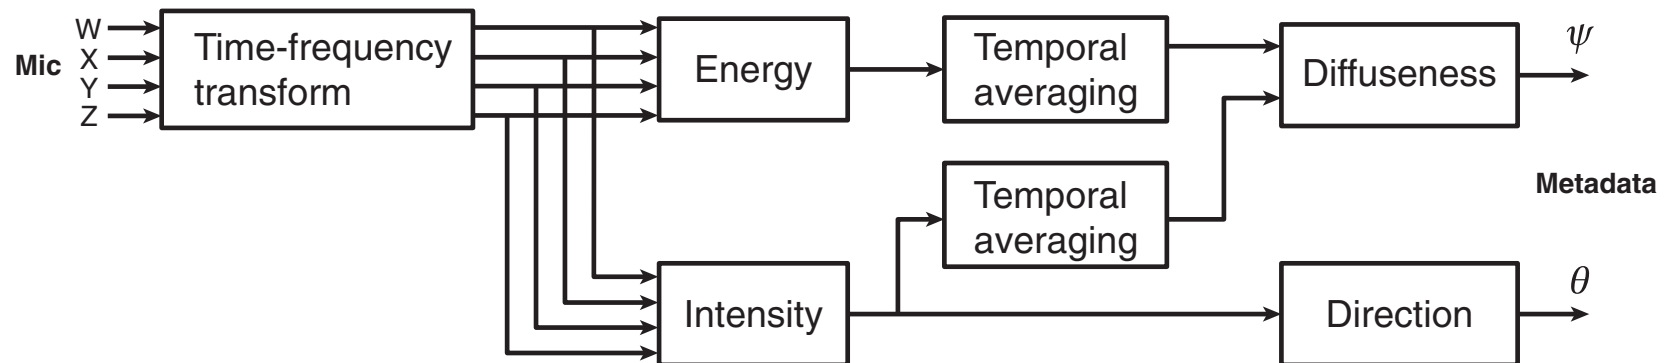 W
X
Mic
Y
Z
Time-frequency
transform
Energy
Temporal
averaging
Diffuseness
ψ
Temporal
averaging
Metadata
Intensity
Direction
θ